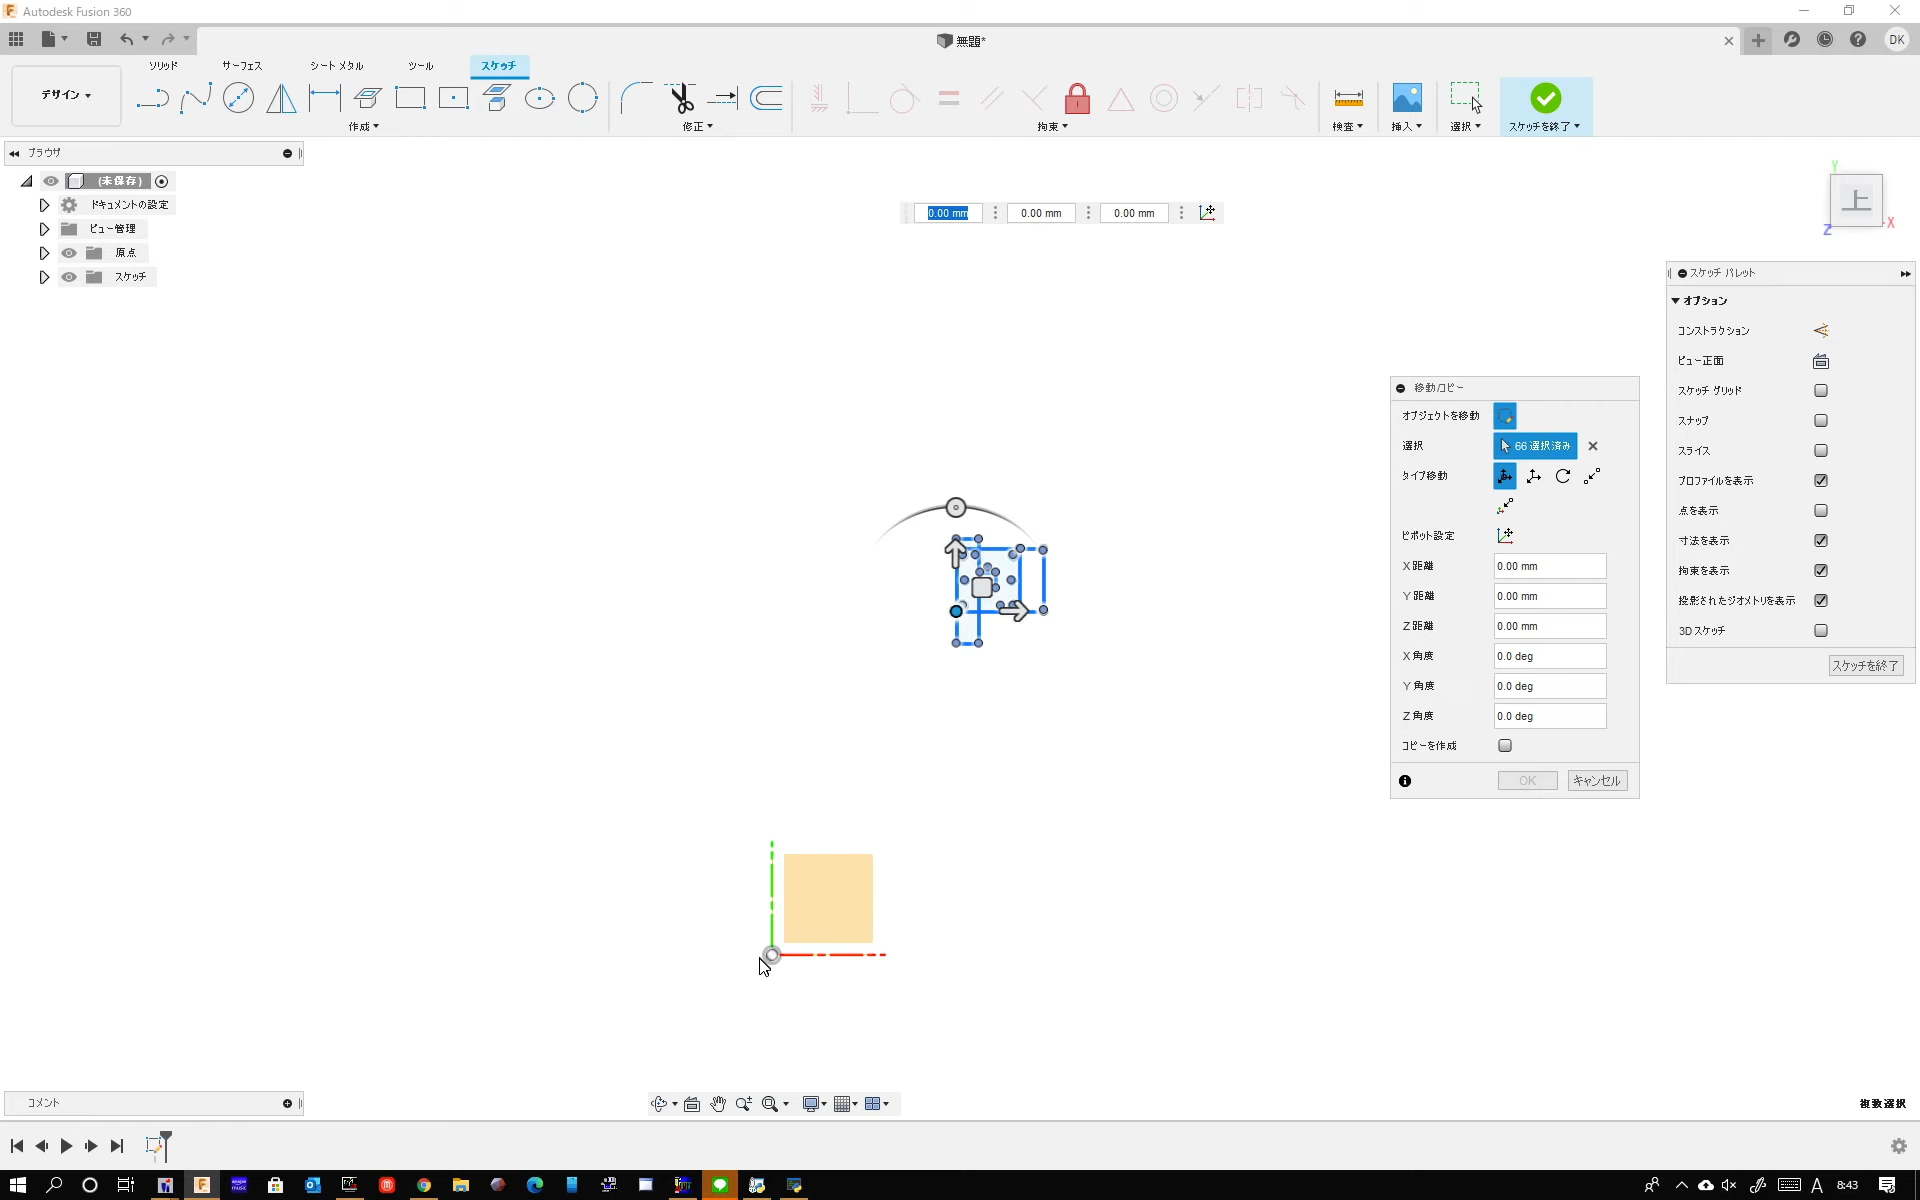 Autodesk Fusion 360
無題*
DK
ソリッド サーフェス シート メタル ツール スケッチ
デザイン
作成 修正 拘束 検査 挿入 選択 スケッチを終了
ブラウザ
(未保存)
ドキュメントの設定
ビュー管理
原点
スケッチ
0.00 mm 0.00 mm 0.00 mm
Y
上
Z X
スケッチ パレット
オプション
コンストラクション
ビュー正面
スケッチ グリッド
スナップ
スライス
プロファイルを表示
点を表示
寸法を表示
拘束を表示
投影されたジオメトリを表示
3D スケッチ
スケッチを終了
移動/コピー
オブジェクトを移動
選択 66 選択済み
タイプ移動
ピボット設定
X 距離 0.00 mm
Y 距離 0.00 mm
Z 距離 0.00 mm
X 角度 0.0 deg
Y 角度 0.0 deg
Z 角度 0.0 deg
コピーを作成
OK キャンセル
コメント
複数選択
A 8:43